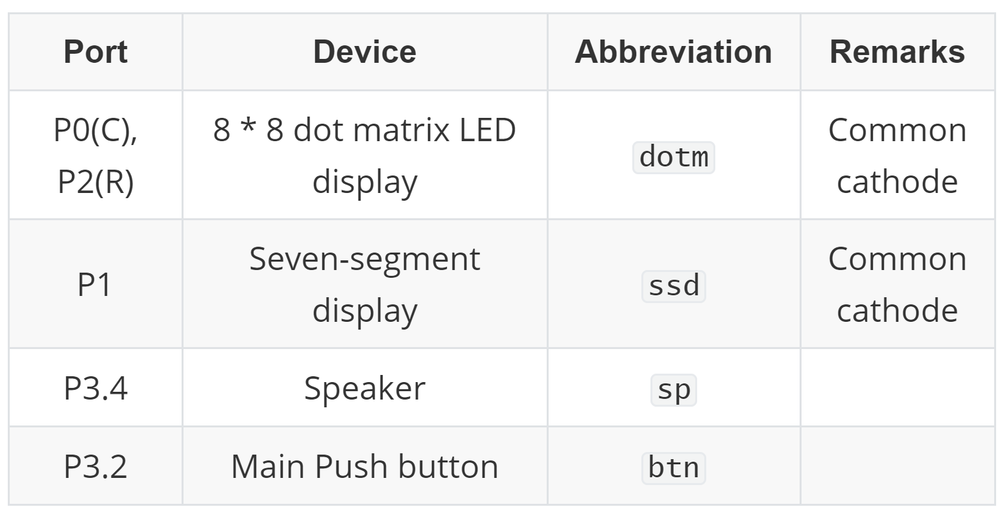 Port Device Abbreviation Remarks
P0(C), P2(R) 8 * 8 dot matrix LED display dotm Common cathode
P1 Seven-segment display ssd Common cathode
P3.4 Speaker sp
P3.2 Main Push button btn